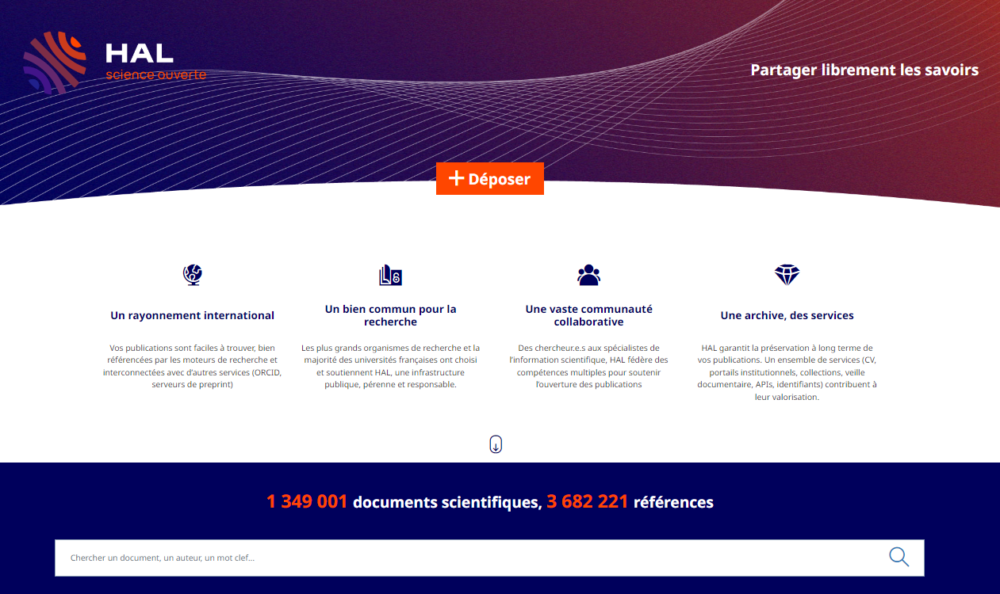 HAL
science ouverte
Partager librement les savoirs
+ Déposer
6
Un rayonnement international
Vos publications sont faciles à trouver, bien
référencées par les moteurs de recherche et
interconnectées avec d'autres services (ORCID,
serveurs de preprint)
Un bien commun pour la
recherche
Les plus grands organismes de recherche et la
majorité des universités françaises ont choisi
et soutiennent HAL, une infrastructure
publique, pérenne et responsable.
Une vaste communauté
collaborative
Des chercheur.e.s aux spécialistes de
l'information scientifique, HAL fédère des
compétences multiples pour soutenir
l'ouverture des publications
Une archive, des services
HAL garantit la préservation à long terme de
vos publications. Un ensemble de services (CV,
portails institutionnels, collections, veille
documentaire, APIs, identifiants) contribuent à
leur valorisation.
1 349 001 documents scientifiques, 3 682 221 références
Chercher un document, un auteur, un mot clef...